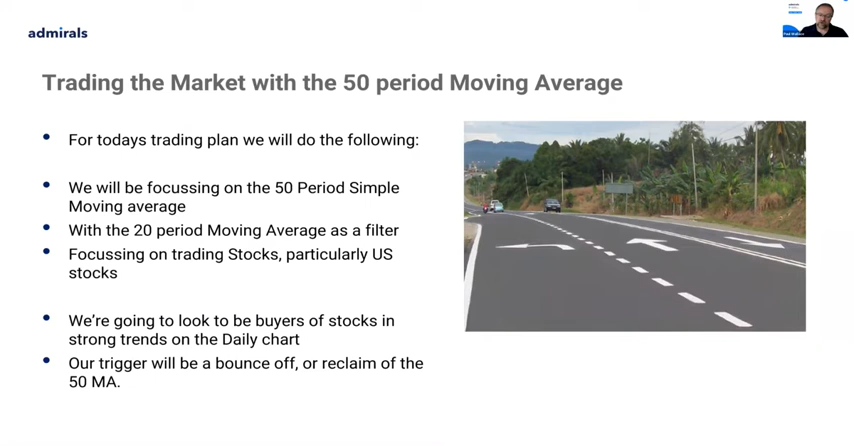 admirals
Trading the Market with the 50 period Moving Average
For todays trading plan we will do the following:
We will be focussing on the 50 Period Simple
Moving average
With the 20 period Moving Average as a filter
Focussing on trading Stocks, particularly US
stocks
We're going to look to be buyers of stocks in
strong trends on the Daily chart
Our trigger will be a bounce off, or reclaim of the
50 MA.